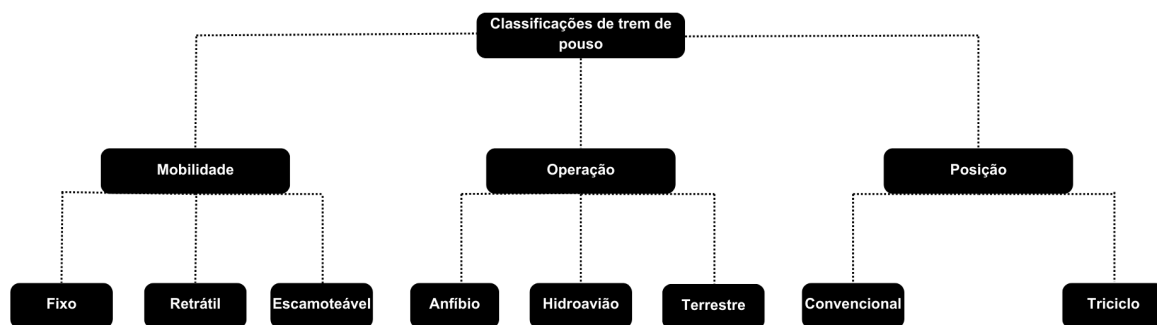 Classificações de trem de
pouso
Mobilidade
Operação
Posição
Fixo
Retrátil
Escamoteável
Anfíbio
Hidroavião
Terrestre
Convencional
Triciclo